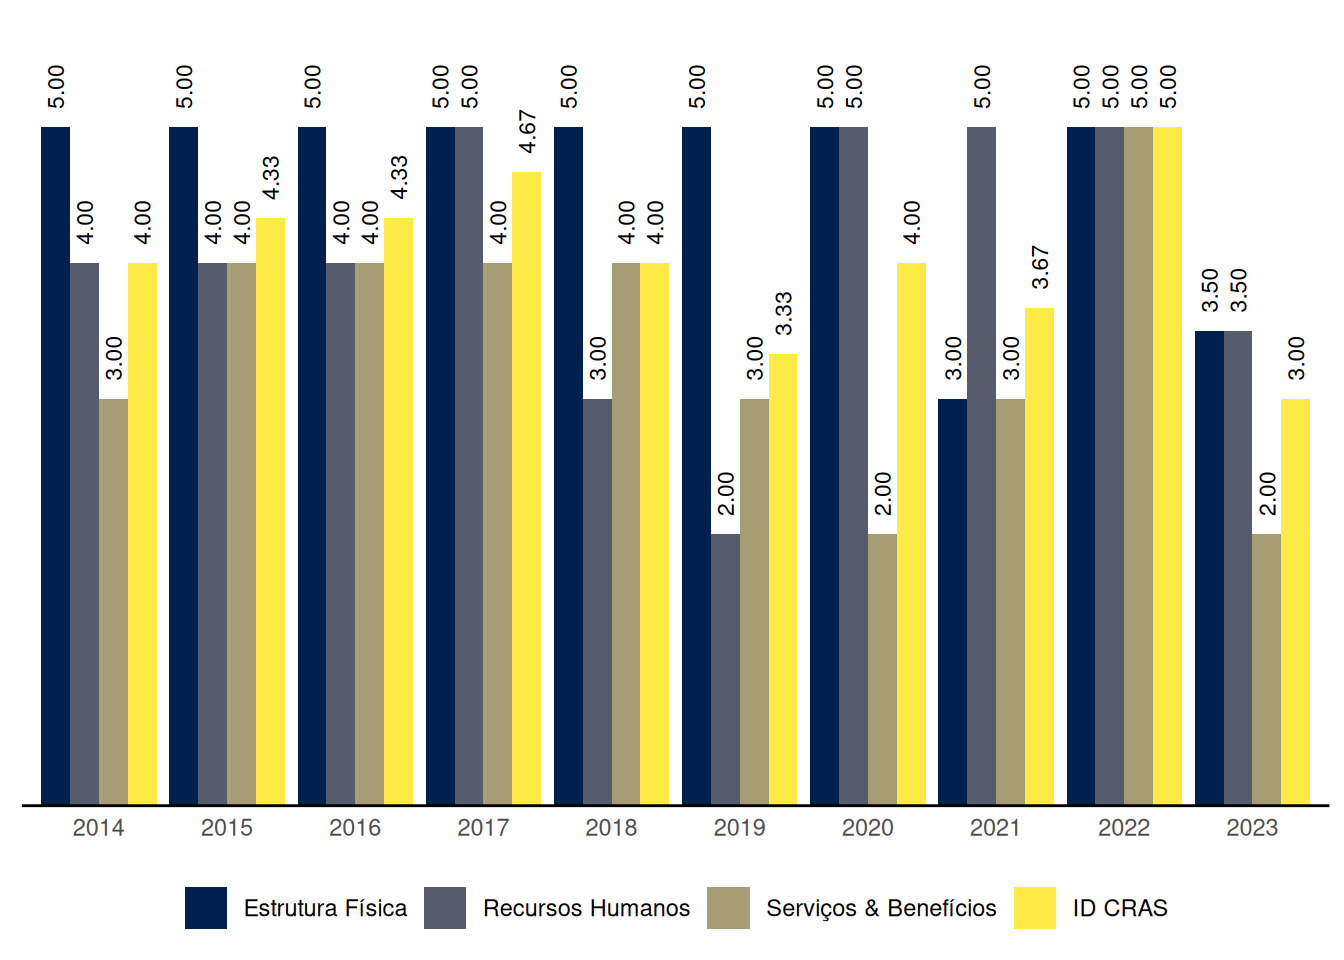 5.00 4.00 3.00 4.00
5.00 4.00 4.00 4.33
5.00 4.00 4.00 4.33
5.00 5.00 4.00 4.67
5.00 3.00 4.00 4.00
5.00 2.00 3.00 3.33
5.00 5.00 2.00 4.00
3.00 5.00 3.00 3.67
5.00 5.00 5.00 5.00
3.50 3.50 2.00 3.00
2014 2015 2016 2017 2018 2019 2020 2021 2022 2023
Estrutura Física Recursos Humanos Serviços & Benefícios ID CRAS